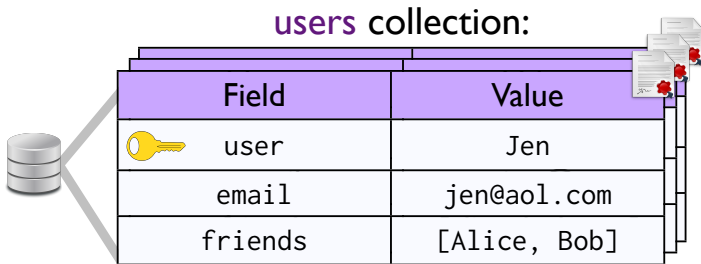 users collection:
Field Value
user Jen
email jen@aol.com
friends [Alice, Bob]